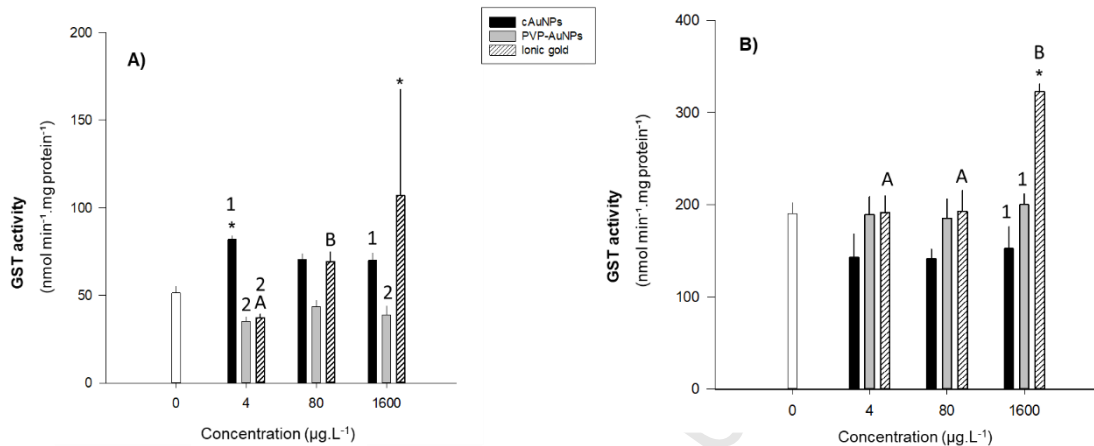 cAuNPs
PVP-AuNPs
Ionic gold
A)
GST activity
(nmol min⁻¹.mg protein⁻¹)
200
150
100
50
0
1
*
2
2
A
B
1
2
*
0
4
80
1600
Concentration (µg.L⁻¹)
B)
GST activity
(nmol min⁻¹.mg protein⁻¹)
400
300
200
100
0
A
A
1
1
B
*
0
4
80
1600
Concentration (µg.L⁻¹)